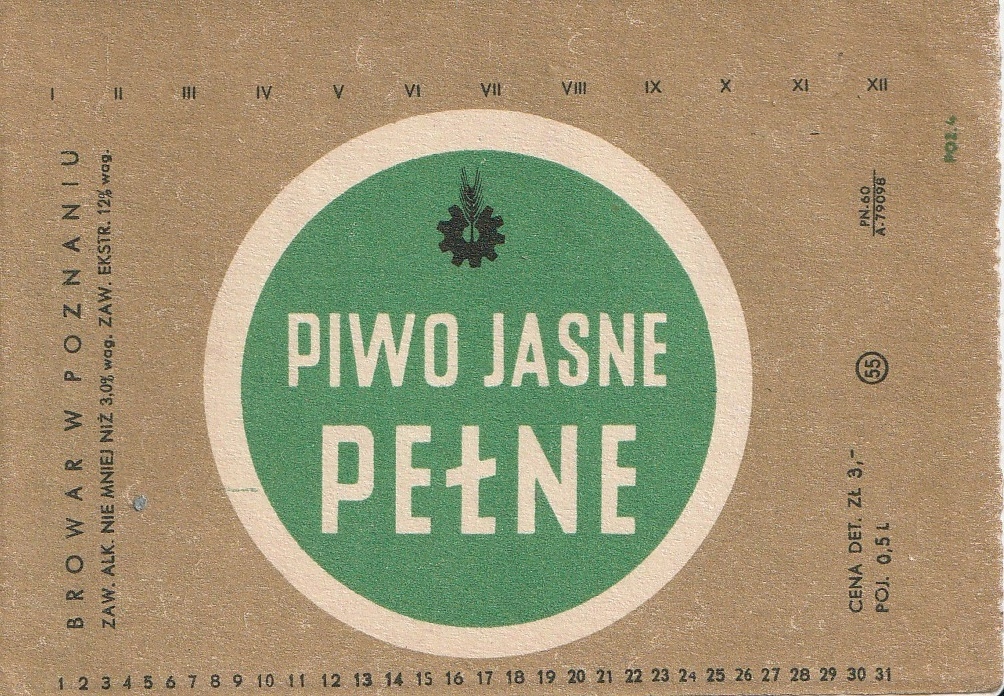 I II III IV V VI VII VIII IX X XI XII
BROWAR W POZNANIU
ZAW. ALK. NIE MNIEJ NIŻ 3,0% wag. ZAW. EKSTR. 12% wag.
PIWO JASNE
PEŁNE
CENA DET. ZŁ 3,-
POJ. 0,5 L
55
PN.60
A-79098
POZ.4
1 2 3 4 5 6 7 8 9 10 11 12 13 14 15 16 17 18 19 20 21 22 23 24 25 26 27 28 29 30 31